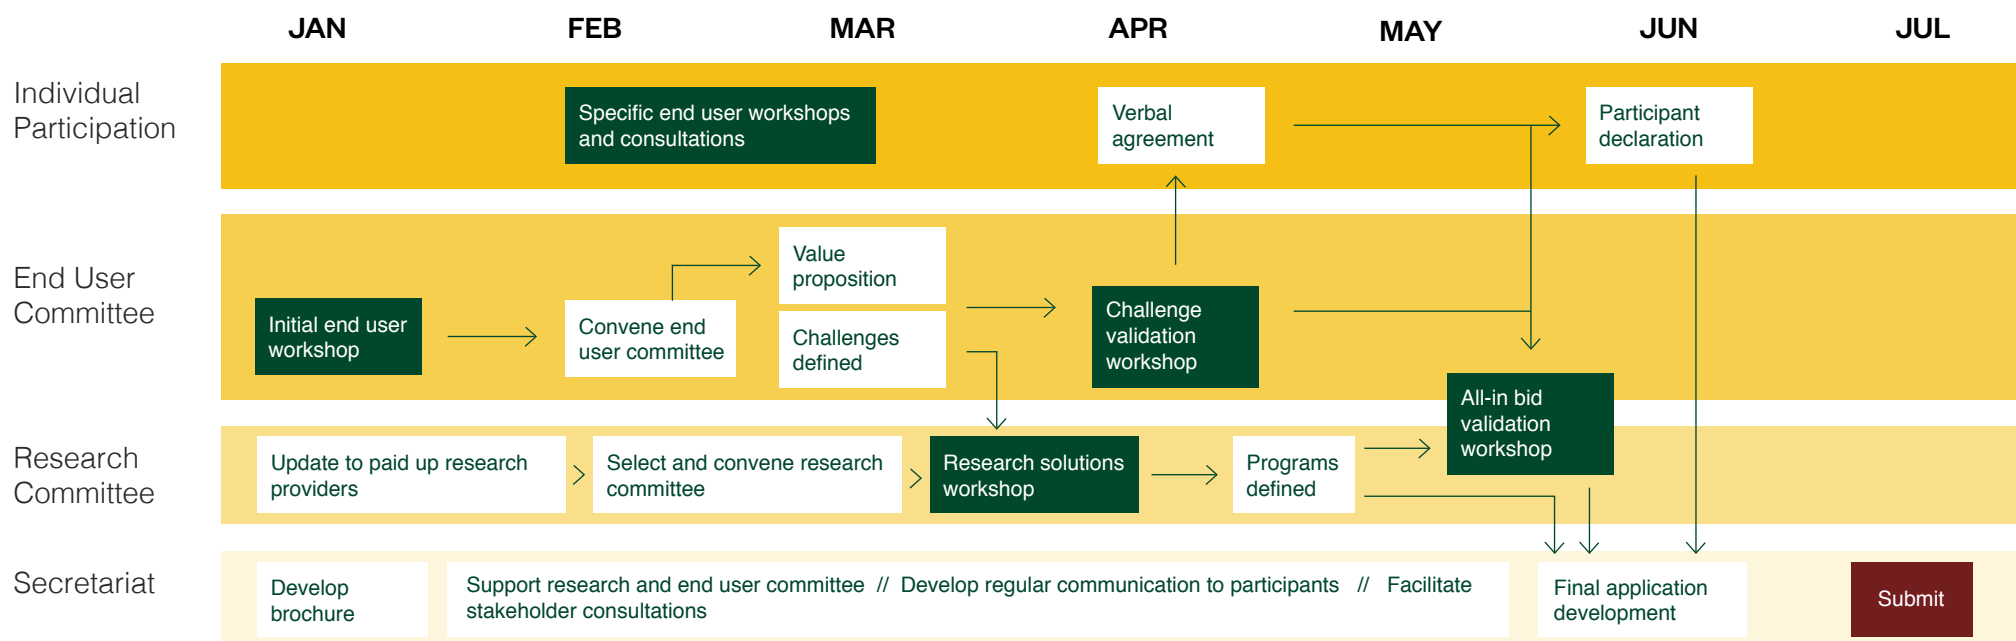 JAN FEB MAR APR MAY JUN JUL
Individual
Participation
Specific end user workshops
and consultations
Verbal
agreement
Participant
declaration
End User
Committee
Initial end user
workshop
Convene end
user committee
Value
proposition
Challenges
defined
Challenge
validation
workshop
All-in bid
validation
workshop
Research
Committee
Update to paid up research
providers
Select and convene research
committee
Research solutions
workshop
Programs
defined
Secretariat
Develop
brochure
Support research and end user committee // Develop regular communication to participants // Facilitate
stakeholder consultations
Final application
development
Submit